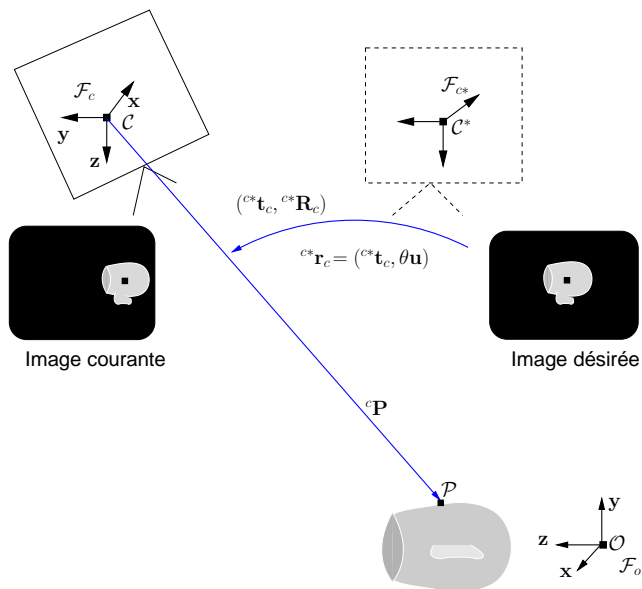 𝓕c
x
𝒞
y
z
𝓕c*
𝒞*
(c*tc, c*Rc)
c*rc = (c*tc, θu)
Image courante
Image désirée
cP
𝒫
y
z
𝒪
x
𝓕o